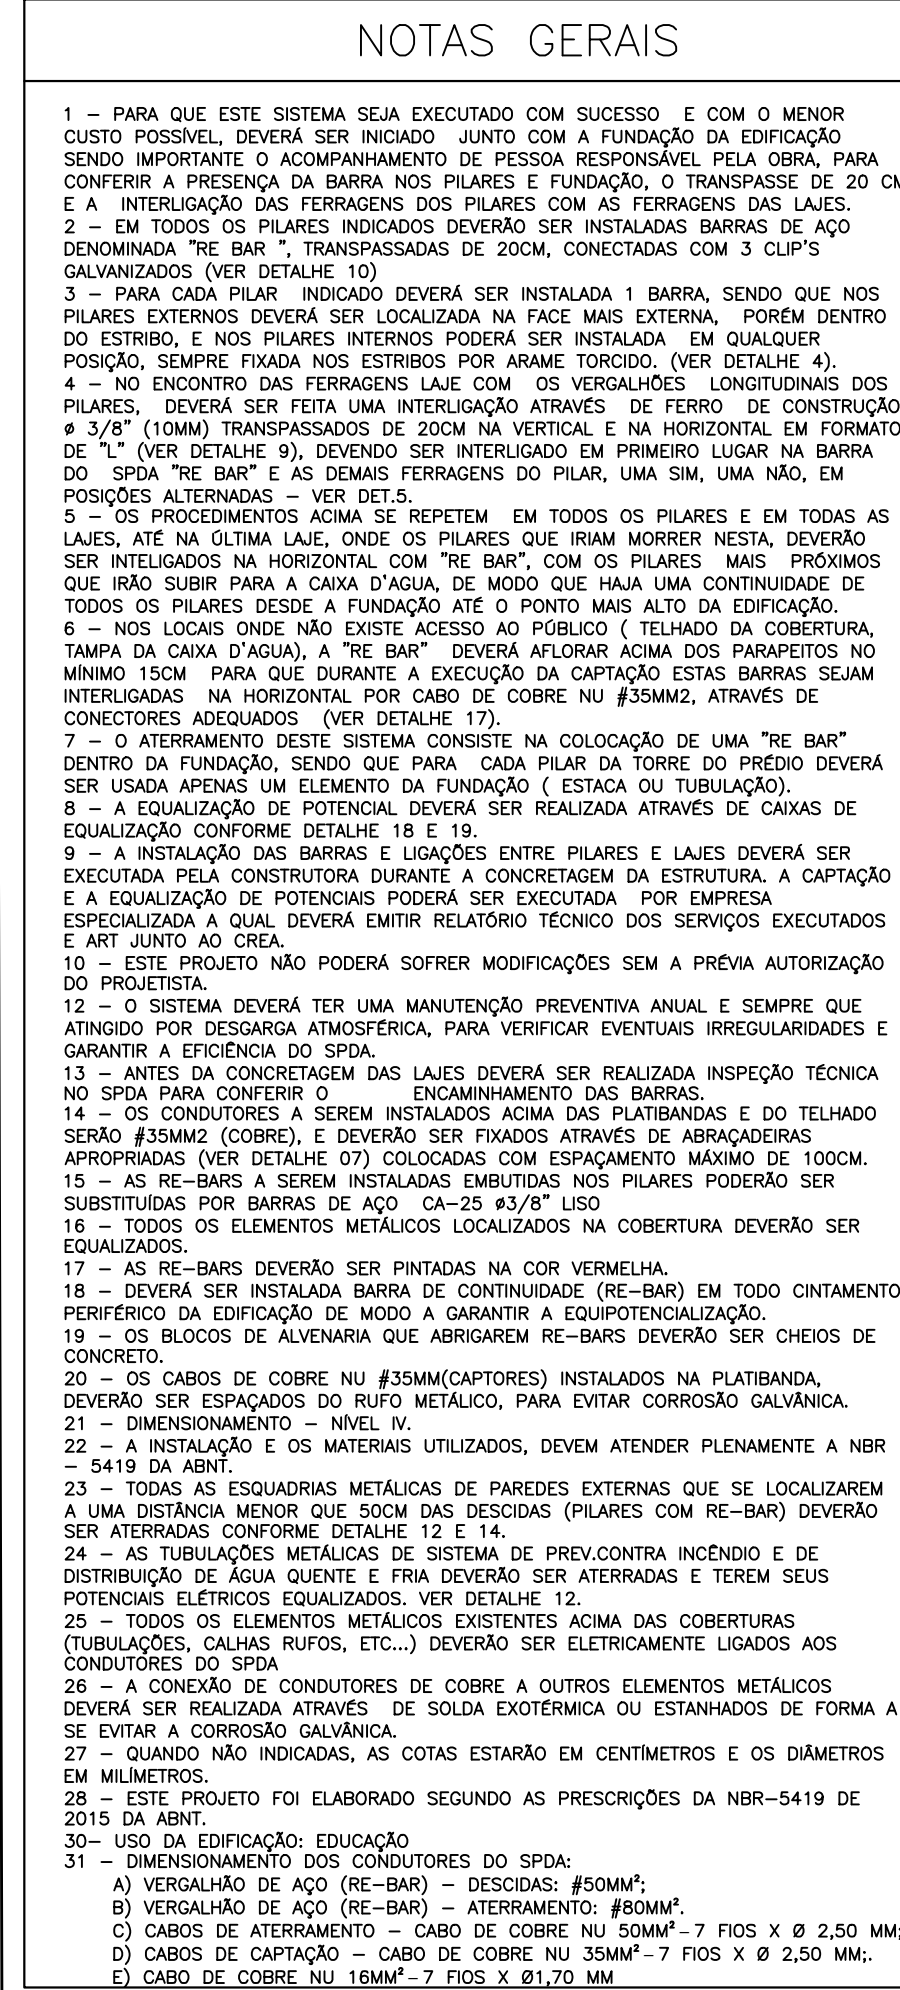 NOTAS GERAIS
1 – PARA QUE ESTE SISTEMA SEJA EXECUTADO COM SUCESSO E COM O MENOR
CUSTO POSSÍVEL, DEVERÁ SER INICIADO JUNTO COM A FUNDAÇÃO DA EDIFICAÇÃO
SENDO IMPORTANTE O ACOMPANHAMENTO DE PESSOA RESPONSÁVEL PELA OBRA, PARA
CONFERIR A PRESENÇA DA BARRA NOS PILARES E FUNDAÇÃO, O TRANSPASSE DE 20 CM
E A INTERLIGAÇÃO DAS FERRAGENS DOS PILARES COM AS FERRAGENS DAS LAJES.
2 – EM TODOS OS PILARES INDICADOS DEVERÃO SER INSTALADAS BARRAS DE AÇO
DENOMINADA "RE BAR ", TRANSPASSADAS DE 20CM, CONECTADAS COM 3 CLIP'S
GALVANIZADOS (VER DETALHE 10)
3 – PARA CADA PILAR INDICADO DEVERÁ SER INSTALADA 1 BARRA, SENDO QUE NOS
PILARES EXTERNOS DEVERÁ SER LOCALIZADA NA FACE MAIS EXTERNA, PORÉM DENTRO
DO ESTRIBO, E NOS PILARES INTERNOS PODERÁ SER INSTALADA EM QUALQUER
POSIÇÃO, SEMPRE FIXADA NOS ESTRIBOS POR ARAME TORCIDO. (VER DETALHE 4).
4 – NO ENCONTRO DAS FERRAGENS LAJE COM OS VERGALHÕES LONGITUDINAIS DOS
PILARES, DEVERÁ SER FEITA UMA INTERLIGAÇÃO ATRAVÉS DE FERRO DE CONSTRUÇÃO
ø 3/8" (10MM) TRANSPASSADOS DE 20CM NA VERTICAL E NA HORIZONTAL EM FORMATO
DE "L" (VER DETALHE 9), DEVENDO SER INTERLIGADO EM PRIMEIRO LUGAR NA BARRA
DO SPDA "RE BAR" E AS DEMAIS FERRAGENS DO PILAR, UMA SIM, UMA NÃO, EM
POSIÇÕES ALTERNADAS – VER DET.5.
5 – OS PROCEDIMENTOS ACIMA SE REPETEM EM TODOS OS PILARES E EM TODAS AS
LAJES, ATÉ NA ÚLTIMA LAJE, ONDE OS PILARES QUE IRIAM MORRER NESTA, DEVERÃO
SER INTELIGADOS NA HORIZONTAL COM "RE BAR", COM OS PILARES MAIS PRÓXIMOS
QUE IRÃO SUBIR PARA A CAIXA D'AGUA, DE MODO QUE HAJA UMA CONTINUIDADE DE
TODOS OS PILARES DESDE A FUNDAÇÃO ATÉ O PONTO MAIS ALTO DA EDIFICAÇÃO.
6 – NOS LOCAIS ONDE NÃO EXISTE ACESSO AO PÚBLICO ( TELHADO DA COBERTURA,
TAMPA DA CAIXA D'AGUA), A "RE BAR" DEVERÁ AFLORAR ACIMA DOS PARAPEITOS NO
MÍNIMO 15CM PARA QUE DURANTE A EXECUÇÃO DA CAPTAÇÃO ESTAS BARRAS SEJAM
INTERLIGADAS NA HORIZONTAL POR CABO DE COBRE NU #35MM2, ATRAVÉS DE
CONECTORES ADEQUADOS (VER DETALHE 17).
7 – O ATERRAMENTO DESTE SISTEMA CONSISTE NA COLOCAÇÃO DE UMA "RE BAR"
DENTRO DA FUNDAÇÃO, SENDO QUE PARA CADA PILAR DA TORRE DO PRÉDIO DEVERÁ
SER USADA APENAS UM ELEMENTO DA FUNDAÇÃO ( ESTACA OU TUBULAÇÃO).
8 – A EQUALIZAÇÃO DE POTENCIAL DEVERÁ SER REALIZADA ATRAVÉS DE CAIXAS DE
EQUALIZAÇÃO CONFORME DETALHE 18 E 19.
9 – A INSTALAÇÃO DAS BARRAS E LIGAÇÕES ENTRE PILARES E LAJES DEVERÁ SER
EXECUTADA PELA CONSTRUTORA DURANTE A CONCRETAGEM DA ESTRUTURA. A CAPTAÇÃO
E A EQUALIZAÇÃO DE POTENCIAIS PODERÁ SER EXECUTADA POR EMPRESA
ESPECIALIZADA A QUAL DEVERÁ EMITIR RELATÓRIO TÉCNICO DOS SERVIÇOS EXECUTADOS
E ART JUNTO AO CREA.
10 – ESTE PROJETO NÃO PODERÁ SOFRER MODIFICAÇÕES SEM A PRÉVIA AUTORIZAÇÃO
DO PROJETISTA.
12 – O SISTEMA DEVERÁ TER UMA MANUTENÇÃO PREVENTIVA ANUAL E SEMPRE QUE
ATINGIDO POR DESGARGA ATMOSFÉRICA, PARA VERIFICAR EVENTUAIS IRREGULARIDADES E
GARANTIR A EFICIÊNCIA DO SPDA.
13 – ANTES DA CONCRETAGEM DAS LAJES DEVERÁ SER REALIZADA INSPEÇÃO TÉCNICA
NO SPDA PARA CONFERIR O ENCAMINHAMENTO DAS BARRAS.
14 – OS CONDUTORES A SEREM INSTALADOS ACIMA DAS PLATIBANDAS E DO TELHADO
SERÃO #35MM2 (COBRE), E DEVERÃO SER FIXADOS ATRAVÉS DE ABRAÇADEIRAS
APROPRIADAS (VER DETALHE 07) COLOCADAS COM ESPAÇAMENTO MÁXIMO DE 100CM.
15 – AS RE–BARS A SEREM INSTALADAS EMBUTIDAS NOS PILARES PODERÃO SER
SUBSTITUÍDAS POR BARRAS DE AÇO CA–25 ø3/8" LISO
16 – TODOS OS ELEMENTOS METÁLICOS LOCALIZADOS NA COBERTURA DEVERÃO SER
EQUALIZADOS.
17 – AS RE–BARS DEVERÃO SER PINTADAS NA COR VERMELHA.
18 – DEVERÁ SER INSTALADA BARRA DE CONTINUIDADE (RE–BAR) EM TODO CINTAMENTO
PERIFÉRICO DA EDIFICAÇÃO DE MODO A GARANTIR A EQUIPOTENCIALIZAÇÃO.
19 – OS BLOCOS DE ALVENARIA QUE ABRIGAREM RE–BARS DEVERÃO SER CHEIOS DE
CONCRETO.
20 – OS CABOS DE COBRE NU #35MM(CAPTORES) INSTALADOS NA PLATIBANDA,
DEVERÃO SER ESPAÇADOS DO RUFO METÁLICO, PARA EVITAR CORROSÃO GALVÂNICA.
21 – DIMENSIONAMENTO – NÍVEL IV.
22 – A INSTALAÇÃO E OS MATERIAIS UTILIZADOS, DEVEM ATENDER PLENAMENTE A NBR
– 5419 DA ABNT.
23 – TODAS AS ESQUADRIAS METÁLICAS DE PAREDES EXTERNAS QUE SE LOCALIZAREM
A UMA DISTÂNCIA MENOR QUE 50CM DAS DESCIDAS (PILARES COM RE–BAR) DEVERÃO
SER ATERRADAS CONFORME DETALHE 12 E 14.
24 – AS TUBULAÇÕES METÁLICAS DE SISTEMA DE PREV.CONTRA INCÊNDIO E DE
DISTRIBUIÇÃO DE ÁGUA QUENTE E FRIA DEVERÃO SER ATERRADAS E TEREM SEUS
POTENCIAIS ELÉTRICOS EQUALIZADOS. VER DETALHE 12.
25 – TODOS OS ELEMENTOS METÁLICOS EXISTENTES ACIMA DAS COBERTURAS
(TUBULAÇÕES, CALHAS RUFOS, ETC...) DEVERÃO SER ELETRICAMENTE LIGADOS AOS
CONDUTORES DO SPDA
26 – A CONEXÃO DE CONDUTORES DE COBRE A OUTROS ELEMENTOS METÁLICOS
DEVERÁ SER REALIZADA ATRAVÉS DE SOLDA EXOTÉRMICA OU ESTANHADOS DE FORMA A
SE EVITAR A CORROSÃO GALVÂNICA.
27 – QUANDO NÃO INDICADAS, AS COTAS ESTARÃO EM CENTÍMETROS E OS DIÂMETROS
EM MILÍMETROS.
28 – ESTE PROJETO FOI ELABORADO SEGUNDO AS PRESCRIÇÕES DA NBR–5419 DE
2015 DA ABNT.
30– USO DA EDIFICAÇÃO: EDUCAÇÃO
31 – DIMENSIONAMENTO DOS CONDUTORES DO SPDA:
A) VERGALHÃO DE AÇO (RE–BAR) – DESCIDAS: #50MM²;
B) VERGALHÃO DE AÇO (RE–BAR) – ATERRAMENTO: #80MM².
C) CABOS DE ATERRAMENTO – CABO DE COBRE NU 50MM²–7 FIOS X Ø 2,50 MM;
D) CABOS DE CAPTAÇÃO – CABO DE COBRE NU 35MM²–7 FIOS X Ø 2,50 MM;.
E) CABO DE COBRE NU 16MM²–7 FIOS X Ø1,70 MM